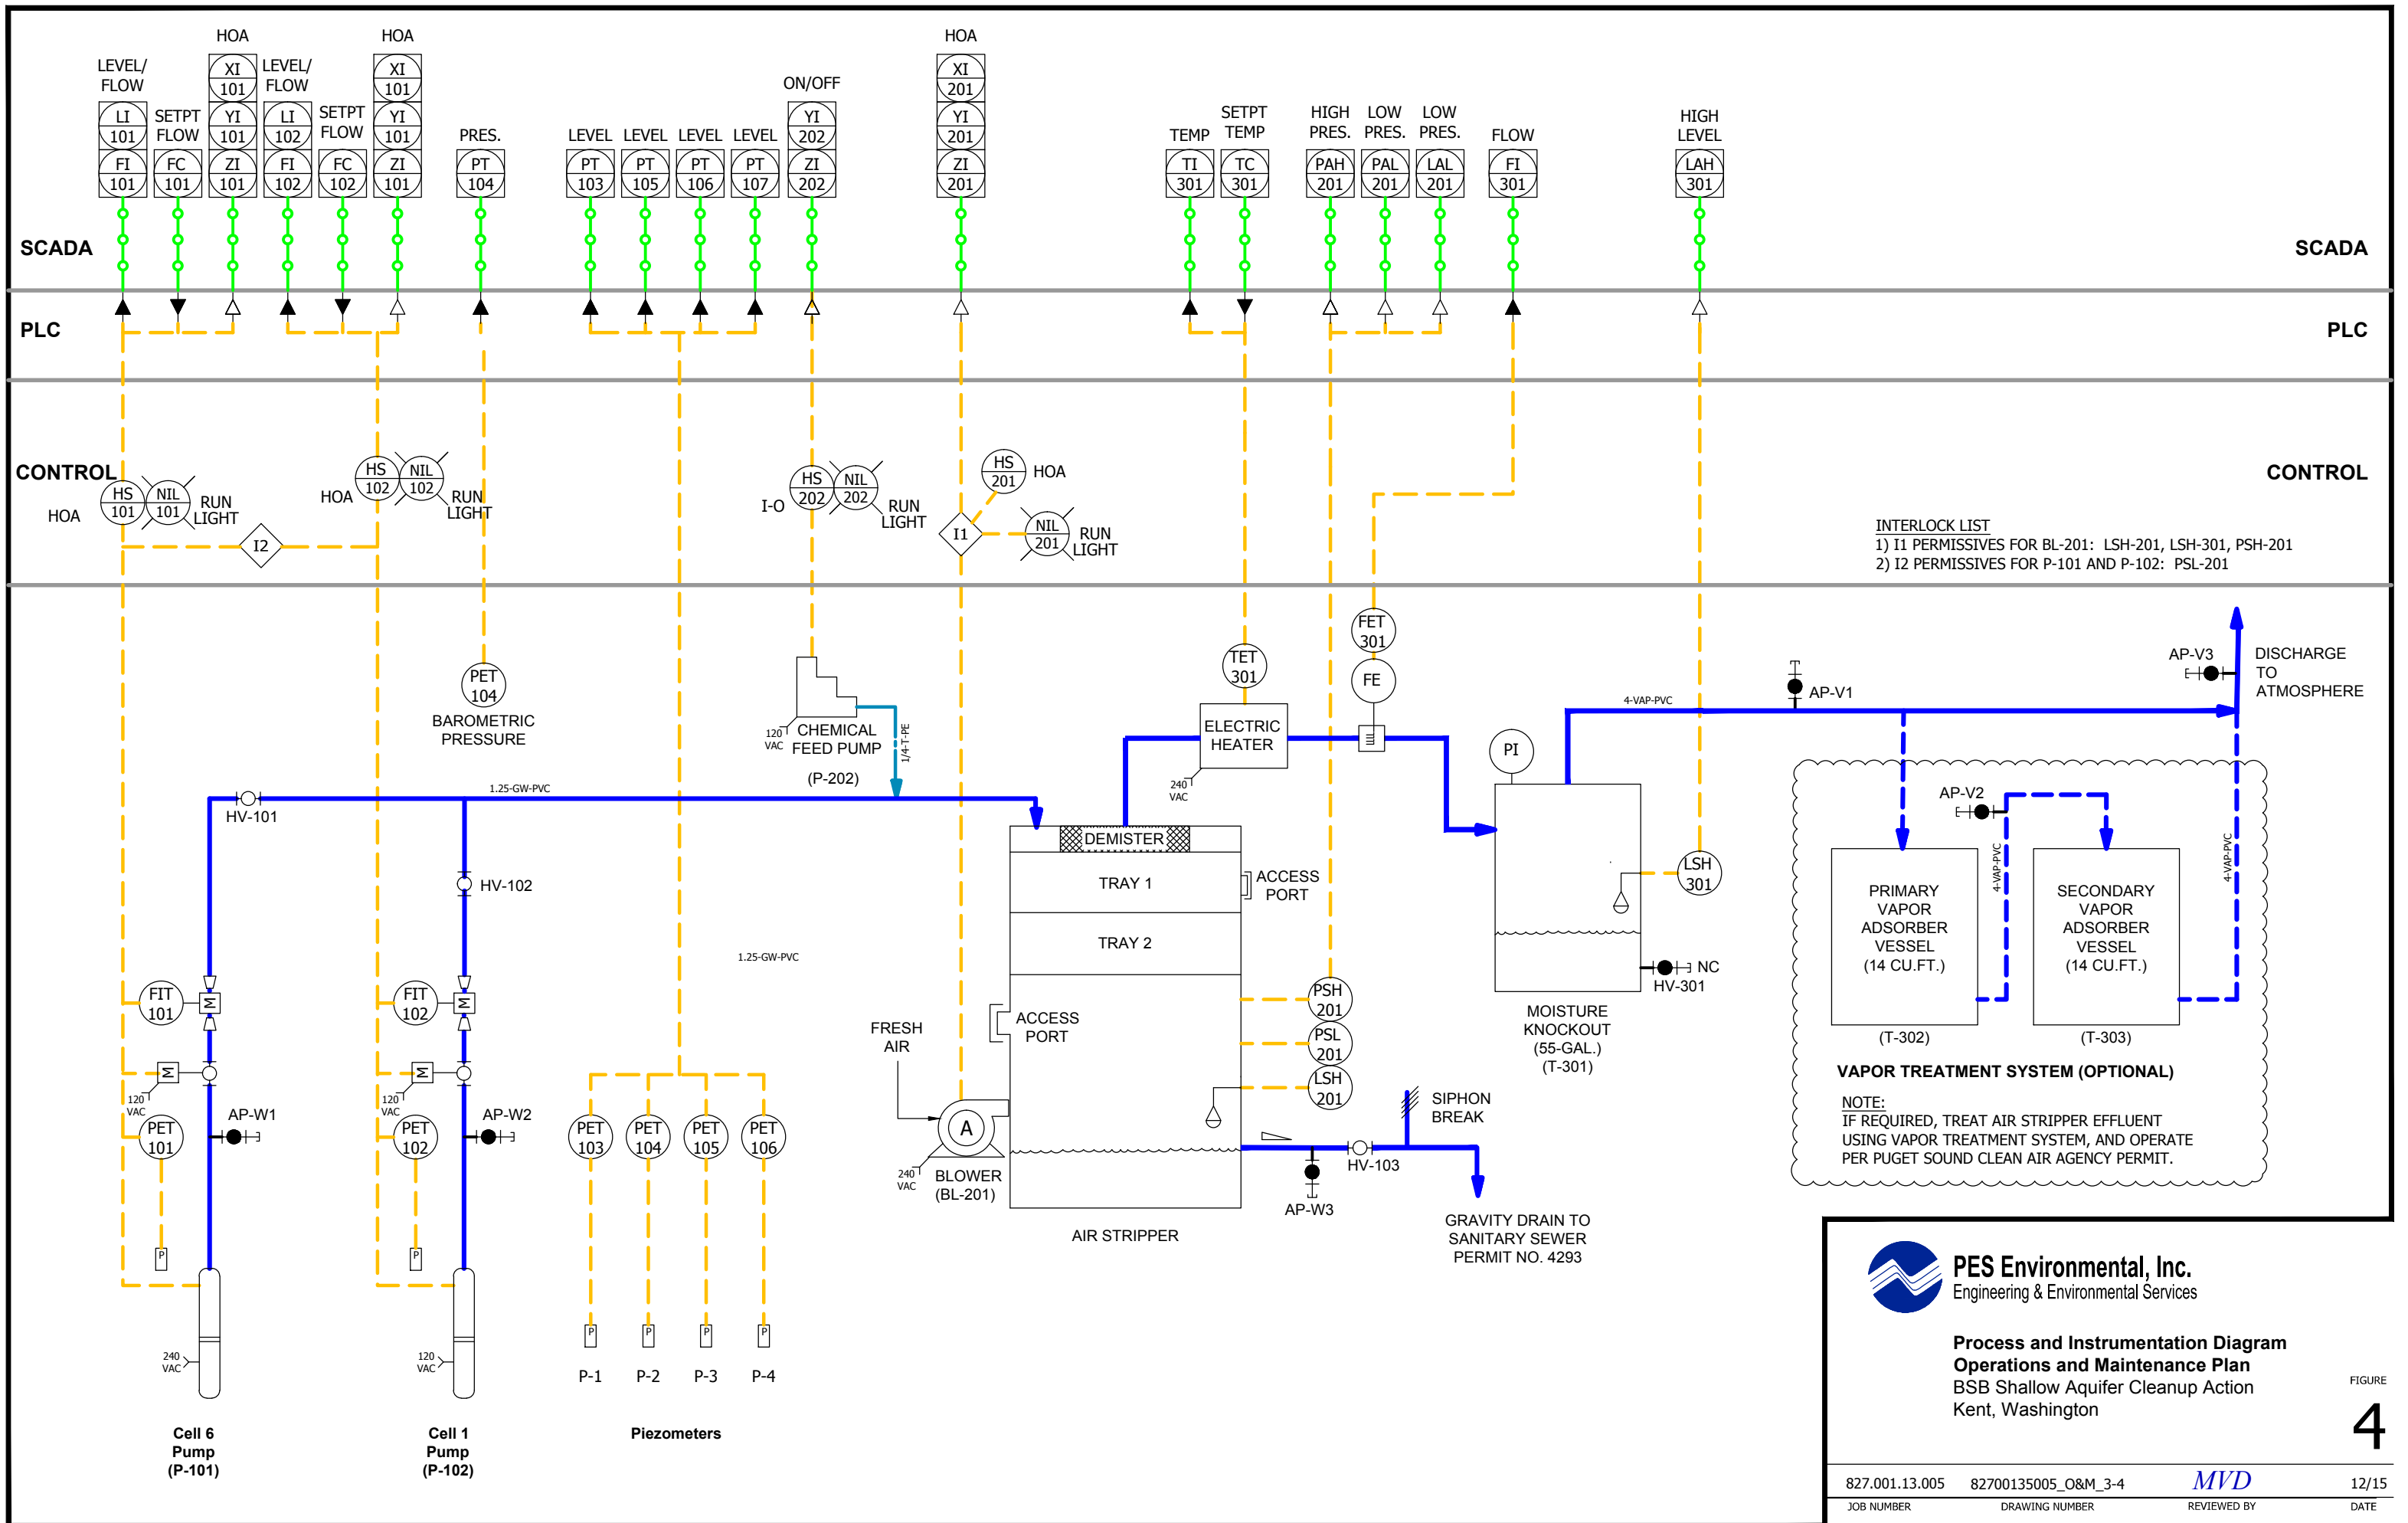 HOA
HOA
HOA
LEVEL/
FLOW
XI
101
LEVEL/
FLOW
XI
101
ON/OFF
XI
201
LI
101
SETPT
FLOW
YI
101
LI
102
SETPT
FLOW
YI
101
PRES.
LEVEL
LEVEL
LEVEL
LEVEL
YI
202
YI
201
TEMP
SETPT
TEMP
HIGH
PRES.
LOW
PRES.
LOW
PRES.
FLOW
HIGH
LEVEL
FI
101
FC
101
ZI
101
FI
102
FC
102
ZI
101
PT
104
PT
103
PT
105
PT
106
PT
107
ZI
202
ZI
201
TI
301
TC
301
PAH
201
PAL
201
LAL
201
FI
301
LAH
301
SCADA
SCADA
PLC
PLC
CONTROL
CONTROL
HS
101
NIL
101
RUN
LIGHT
HOA
I2
HS
102
NIL
102
RUN
LIGHT
HOA
HS
202
NIL
202
RUN
LIGHT
I-O
HS
201
HOA
I1
NIL
201
RUN
LIGHT
INTERLOCK LIST
1) I1 PERMISSIVES FOR BL-201: LSH-201, LSH-301, PSH-201
2) I2 PERMISSIVES FOR P-101 AND P-102: PSL-201
PET
104
BAROMETRIC
PRESSURE
120
VAC
CHEMICAL
FEED PUMP
(P-202)
1/4-T-PE
TET
301
ELECTRIC
HEATER
240
VAC
FET
301
FE
PI
4-VAP-PVC
AP-V1
AP-V3
DISCHARGE
TO
ATMOSPHERE
HV-101
1.25-GW-PVC
HV-102
1.25-GW-PVC
DEMISTER
TRAY 1
TRAY 2
ACCESS
PORT
ACCESS
PORT
LSH
301
NC
HV-301
MOISTURE
KNOCKOUT
(55-GAL.)
(T-301)
AP-V2
4-VAP-PVC
4-VAP-PVC
PRIMARY
VAPOR
ADSORBER
VESSEL
(14 CU.FT.)
(T-302)
SECONDARY
VAPOR
ADSORBER
VESSEL
(14 CU.FT.)
(T-303)
VAPOR TREATMENT SYSTEM (OPTIONAL)
NOTE:
IF REQUIRED, TREAT AIR STRIPPER EFFLUENT
USING VAPOR TREATMENT SYSTEM, AND OPERATE
PER PUGET SOUND CLEAN AIR AGENCY PERMIT.
FIT
101
M
M
120
VAC
PET
101
AP-W1
P
240
VAC
Cell 6
Pump
(P-101)
FIT
102
M
M
120
VAC
PET
102
AP-W2
P
120
VAC
Cell 1
Pump
(P-102)
PET
103
PET
104
PET
105
PET
106
P
P
P
P
P-1
P-2
P-3
P-4
Piezometers
FRESH
AIR
A
240
VAC
BLOWER
(BL-201)
AIR STRIPPER
PSH
201
PSL
201
LSH
201
AP-W3
HV-103
SIPHON
BREAK
GRAVITY DRAIN TO
SANITARY SEWER
PERMIT NO. 4293
PES Environmental, Inc.
Engineering & Environmental Services
Process and Instrumentation Diagram
Operations and Maintenance Plan
BSB Shallow Aquifer Cleanup Action
Kent, Washington
FIGURE
4
827.001.13.005
82700135005_O&M_3-4
MVD
12/15
JOB NUMBER
DRAWING NUMBER
REVIEWED BY
DATE